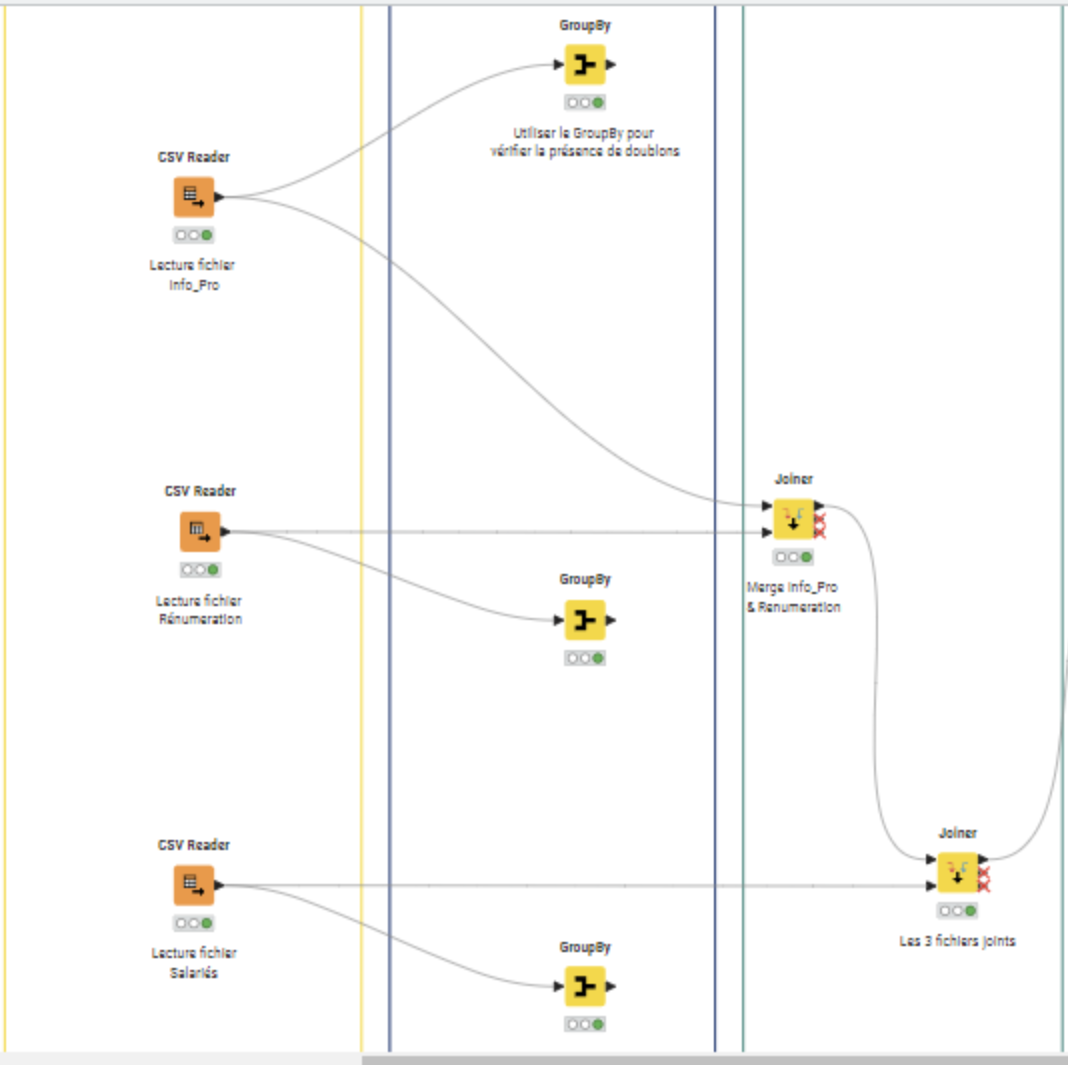 GroupBy
Utiliser le GroupBy pour
vérifier la présence de doublons
CSV Reader
Lecture fichier
Info_Pro
CSV Reader
Lecture fichier
Rénumeration
Joiner
Merge Info_Pro
& Renumeration
GroupBy
CSV Reader
Lecture fichier
Salariés
Joiner
Les 3 fichiers joints
GroupBy